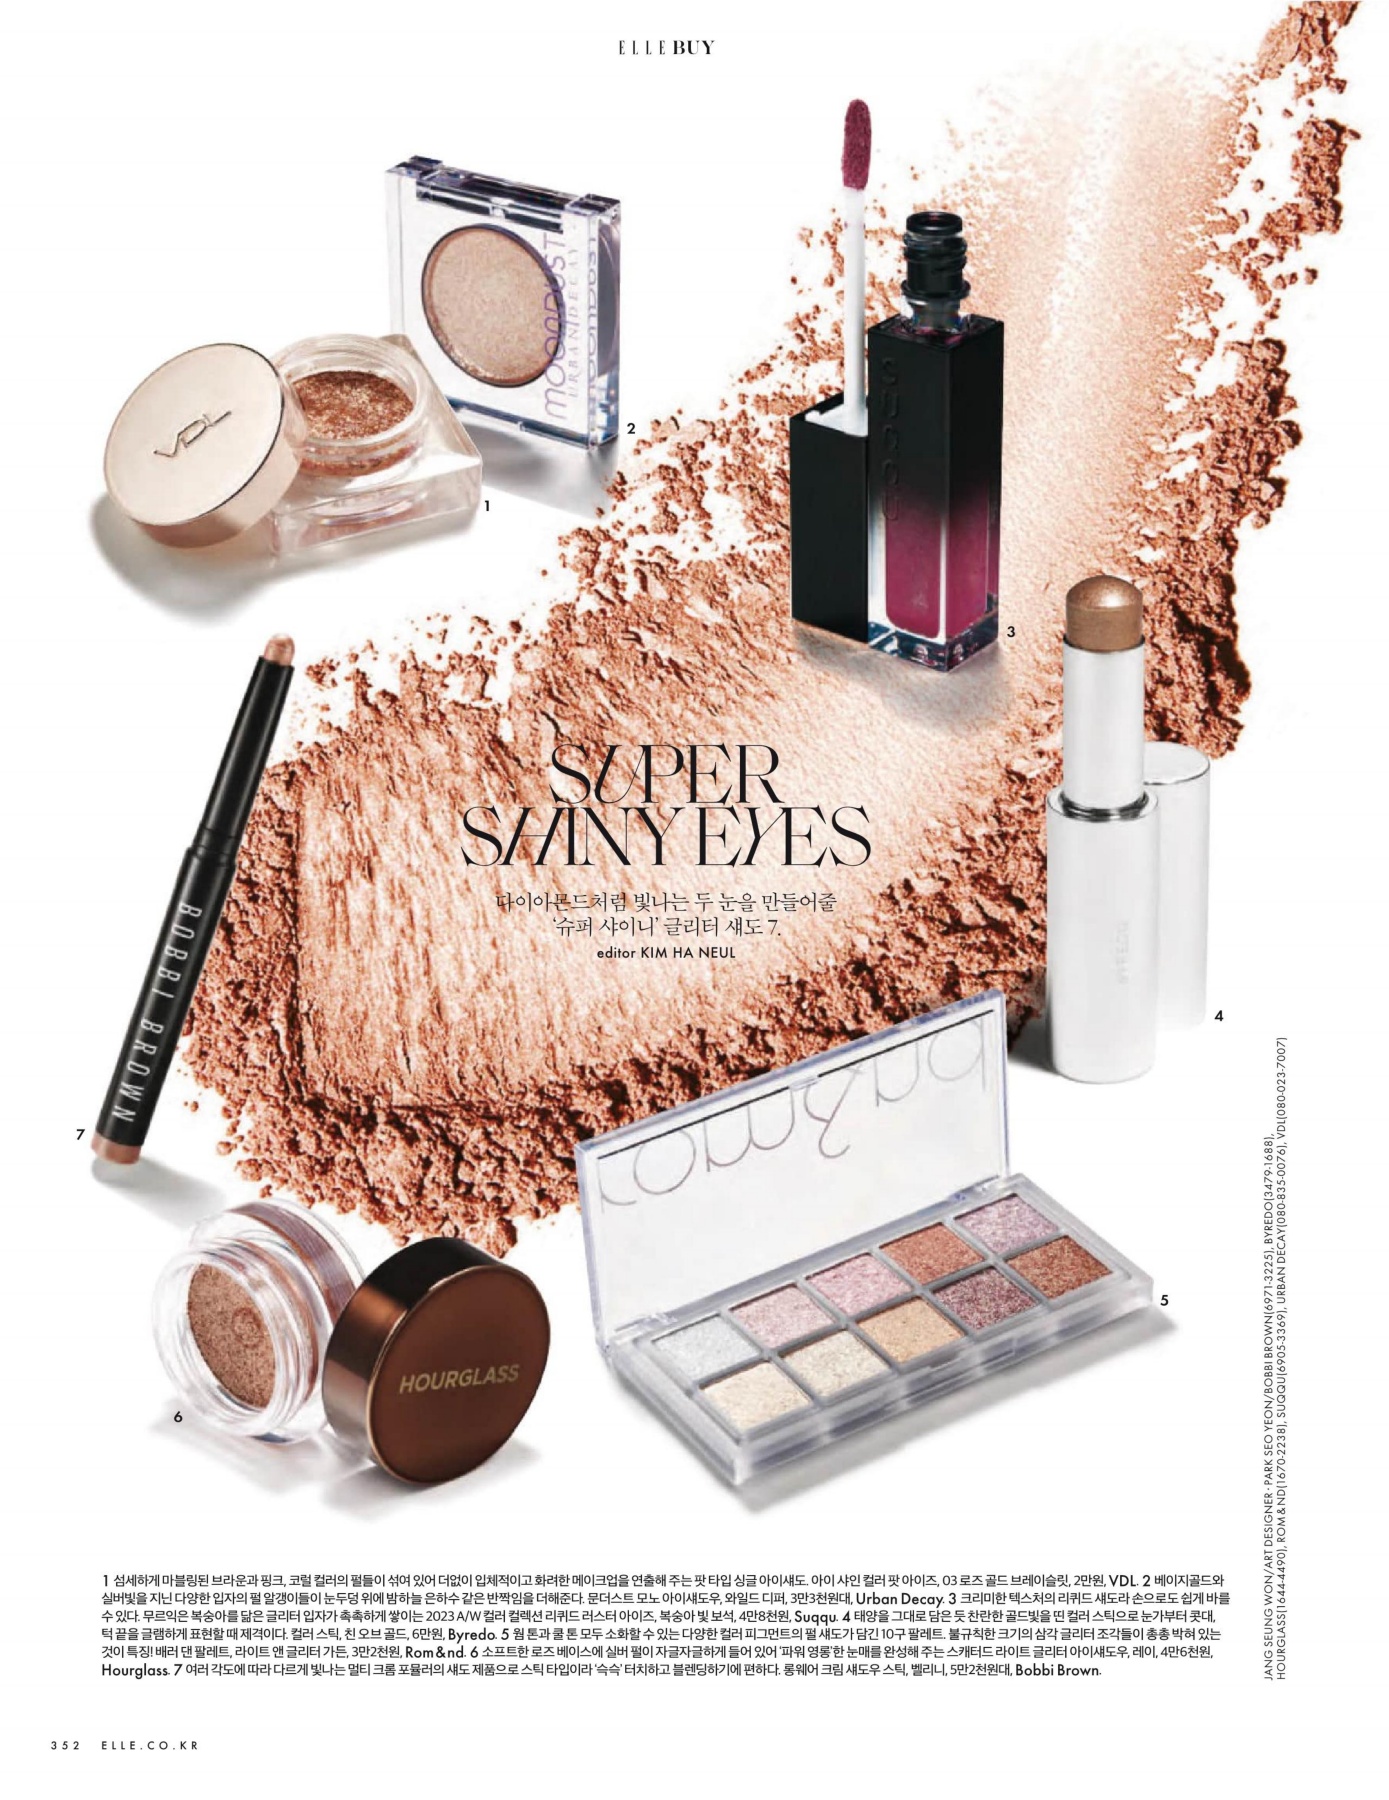 ELLE BUY
MOONDUST
URBAN DECAY
VDL
SUQQU
2
1
3
SUPER
SHINY EYES
다이아몬드처럼 빛나는 두 눈을 만들어줄
‘슈퍼 샤이니’ 글리터 섀도 7.
editor KIM HA NEUL
BOBBI BROWN
4
7
rom&nd
5
HOURGLASS
6
1 섬세하게 마블링된 브라운과 핑크, 코럴 컬러의 펄들이 섞여 있어 더없이 입체적이고 화려한 메이크업을 연출해 주는 팟 타입 싱글 아이섀도. 아이 샤인 컬러 팟 아이즈, 03 로즈 골드 브레이슬릿, 2만원, VDL. 2 베이지골드와
실버빛을 지닌 다양한 입자의 펄 알갱이들이 눈두덩 위에 밤하늘 은하수 같은 반짝임을 더해준다. 문더스트 모노 아이섀도우, 와일드 디퍼, 3만3천원대, Urban Decay. 3 크리미한 텍스처의 리퀴드 섀도라 손으로도 쉽게 바를
수 있다. 무르익은 복숭아를 닮은 글리터 입자가 촉촉하게 쌓이는 2023 A/W 컬러 컬렉션 리퀴드 러스터 아이즈, 복숭아 빛 보석, 4만8천원, Suqqu. 4 태양을 그대로 담은 듯 찬란한 골드빛을 띤 컬러 스틱으로 눈가부터 콧대,
턱 끝을 글램하게 표현할 때 제격이다. 컬러 스틱, 친 오브 골드, 6만원, Byredo. 5 웜 톤과 쿨 톤 모두 소화할 수 있는 다양한 컬러 피그먼트의 펄 섀도가 담긴 10구 팔레트. 불규칙한 크기의 삼각 글리터 조각들이 총총 박혀 있는
것이 특징! 배러 댄 팔레트, 라이트 앤 글리터 가든, 3만2천원, Rom&nd. 6 소프트한 로즈 베이스에 실버 펄이 자글자글하게 들어 있어 ‘파워 영롱’한 눈매를 완성해 주는 스캐터드 라이트 글리터 아이섀도우, 레이, 4만6천원,
Hourglass. 7 여러 각도에 따라 다르게 빛나는 멀티 크롬 포뮬러의 섀도 제품으로 스틱 타입이라 ‘슥슥’ 터치하고 블렌딩하기에 편하다. 롱웨어 크림 섀도우 스틱, 벨리니, 5만2천원대, Bobbi Brown.
JANG SEUNG WON/ART DESIGNER · PARK SEO YEON/BOBBI BROWN(6971-3225), BYREDO(3479-1688),
HOURGLASS(1644-4490), ROM&ND(1670-2238), SUQQU(6905-3369), URBAN DECAY(080-835-0076), VDL(080-023-7007)
352 ELLE.CO.KR